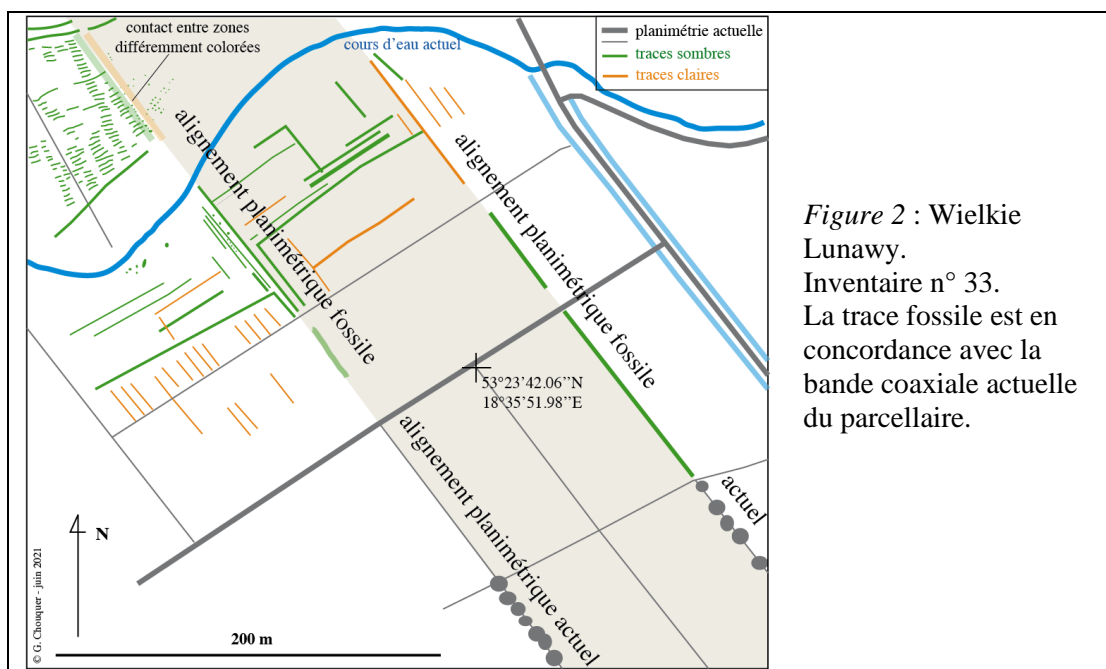 contact entre zones
différemment colorées
cours d'eau actuel
planimétrie actuelle
traces sombres
traces claires
alignement planimétrique fossile
alignement planimétrique fossile
53°23'42.06''N
18°35'51.98''E
alignement planimétrique actuel
actuel
N
200 m
© G. Chouquer - juin 2021
Figure 2 : Wielkie
Lunawy.
Inventaire n° 33.
La trace fossile est en
concordance avec la
bande coaxiale actuelle
du parcellaire.